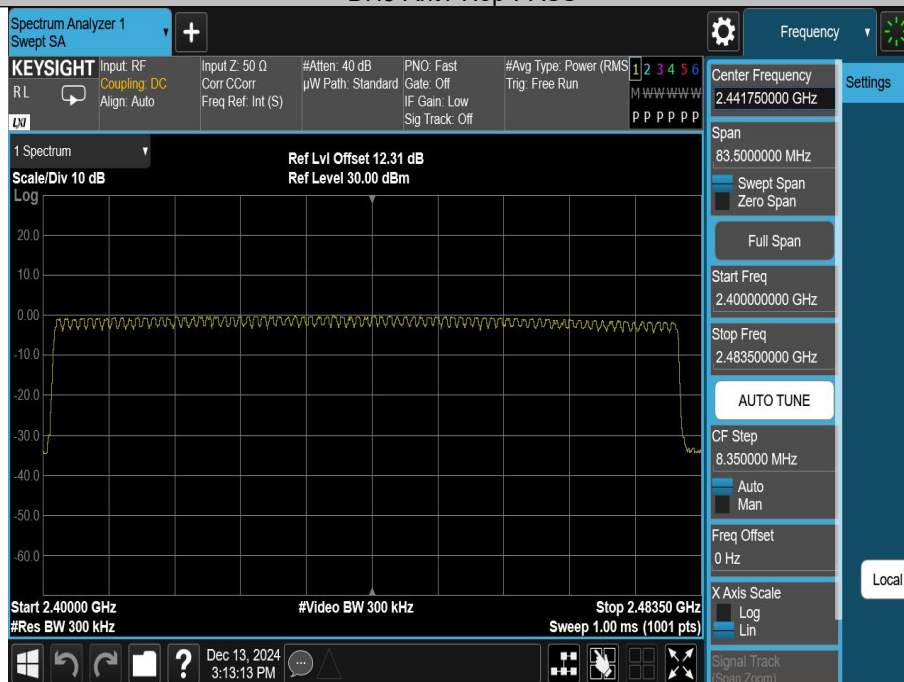 Spectrum Analyzer 1
Swept SA
Frequency
KEYSIGHT
RL
LXI
Input: RF
Coupling: DC
Align: Auto
Input Z: 50 Ω
Corr CCorr
Freq Ref: Int (S)
#Atten: 40 dB
µW Path: Standard
PNO: Fast
Gate: Off
IF Gain: Low
Sig Track: Off
#Avg Type: Power (RMS
Trig: Free Run
1 2 3 4 5 6
M W W W W W
P P P P P P
Center Frequency
2.441750000 GHz
Settings
Span
83.5000000 MHz
Swept Span
Zero Span
Full Span
Start Freq
2.400000000 GHz
Stop Freq
2.483500000 GHz
AUTO TUNE
CF Step
8.350000 MHz
Auto
Man
Freq Offset
0 Hz
Local
X Axis Scale
Log
Lin
Signal Track
(Span Zoom)
1 Spectrum
Scale/Div 10 dB
Log
Ref Lvl Offset 12.31 dB
Ref Level 30.00 dBm
20.0
10.0
0.00
-10.0
-20.0
-30.0
-40.0
-50.0
-60.0
Start 2.40000 GHz
#Res BW 300 kHz
#Video BW 300 kHz
Stop 2.48350 GHz
Sweep 1.00 ms (1001 pts)
?
Dec 13, 2024
3:13:13 PM